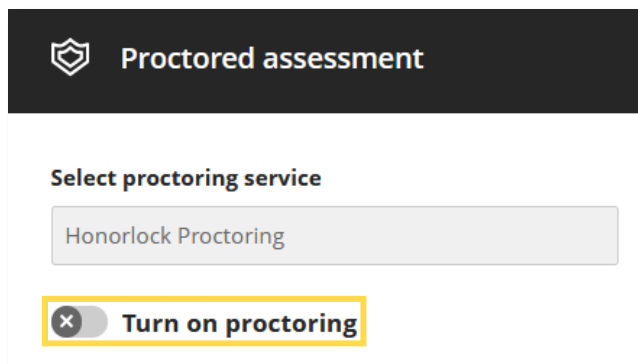 Proctored assessment
Select proctoring service
Honorlock Proctoring
Turn on proctoring